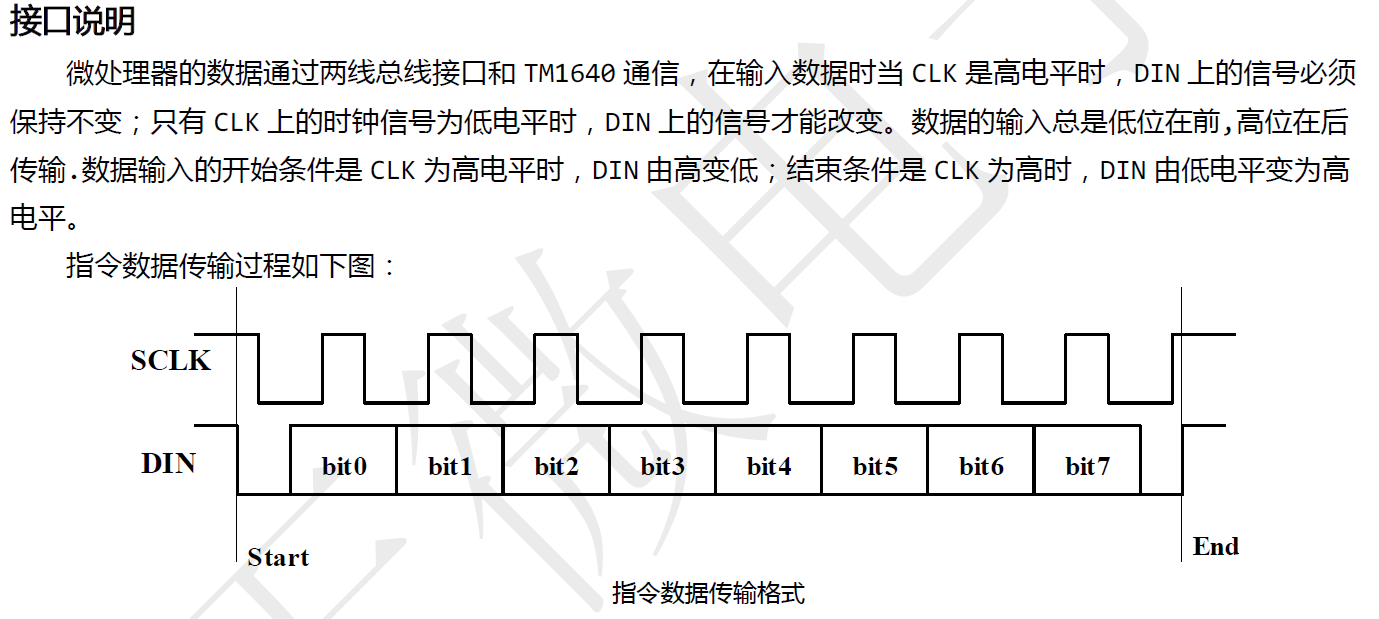 接口说明
微处理器的数据通过两线总线接口和 TM1640 通信，在输入数据时当 CLK 是高电平时，DIN 上的信号必须
保持不变；只有 CLK 上的时钟信号为低电平时，DIN 上的信号才能改变。数据的输入总是低位在前,高位在后
传输.数据输入的开始条件是 CLK 为高电平时，DIN 由高变低；结束条件是 CLK 为高时，DIN 由低电平变为高
电平。
指令数据传输过程如下图：
SCLK
DIN
bit0 bit1 bit2 bit3 bit4 bit5 bit6 bit7
Start
End
指令数据传输格式
微电